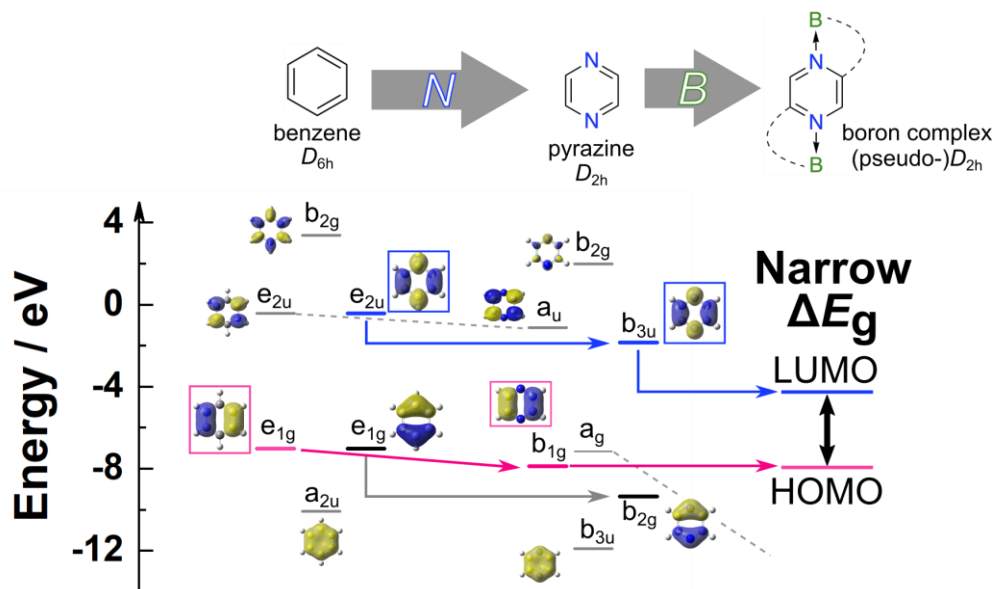 B
N
N
N
B
N
N
B
benzene
D6h
pyrazine
D2h
boron complex
(pseudo-)D2h
Energy / eV
4
0
-4
-8
-12
b2g
e2u
e2u
b2g
au
b3u
Narrow
ΔEg
LUMO
e1g
e1g
b1g
ag
HOMO
a2u
b2g
b3u